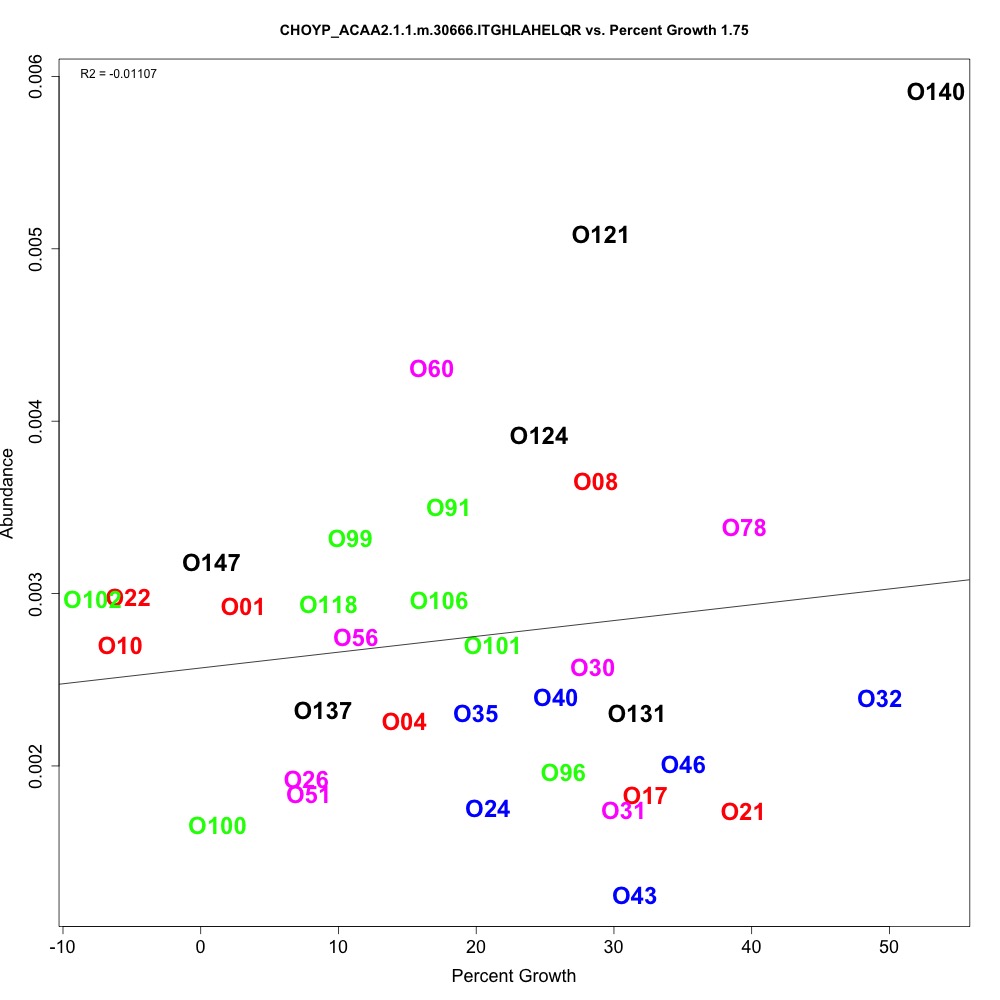 CHOYP_ACAA2.1.1.m.30666.ITGHLAHELQR vs. Percent Growth 1.75
R2 = -0.01107
0.006
O140
0.005
O121
O60
0.004
O124
Abundance
O08
O91
O78
O99
O147
0.003
O102
O22
O01
O118
O106
O56
O10
O101
O30
O40
O32
O137
O04
O35
O131
0.002
O46
O96
O26
O51
O17
O24
O31
O21
O100
O43
-10 0 10 20 30 40 50
Percent Growth